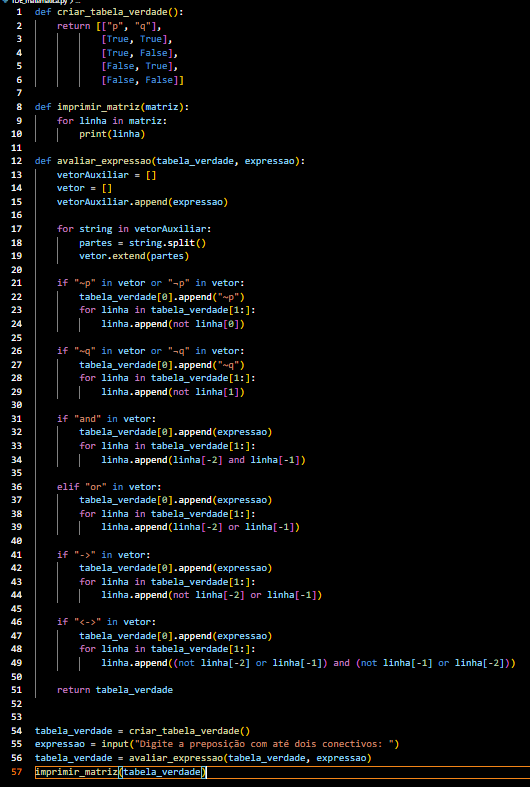 1 def criar_tabela_verdade():
2     return [["p", "q"],
3             [True, True],
4             [True, False],
5             [False, True],
6             [False, False]]
7
8 def imprimir_matriz(matriz):
9     for linha in matriz:
10         print(linha)
11
12 def avaliar_expressao(tabela_verdade, expressao):
13     vetorAuxiliar = []
14     vetor = []
15     vetorAuxiliar.append(expressao)
16
17     for string in vetorAuxiliar:
18         partes = string.split()
19         vetor.extend(partes)
20
21     if "~p" in vetor or "¬p" in vetor:
22         tabela_verdade[0].append("~p")
23         for linha in tabela_verdade[1:]:
24             linha.append(not linha[0])
25
26     if "~q" in vetor or "¬q" in vetor:
27         tabela_verdade[0].append("~q")
28         for linha in tabela_verdade[1:]:
29             linha.append(not linha[1])
30
31     if "and" in vetor:
32         tabela_verdade[0].append(expressao)
33         for linha in tabela_verdade[1:]:
34             linha.append(linha[-2] and linha[-1])
35
36     elif "or" in vetor:
37         tabela_verdade[0].append(expressao)
38         for linha in tabela_verdade[1:]:
39             linha.append(linha[-2] or linha[-1])
40
41     if "->" in vetor:
42         tabela_verdade[0].append(expressao)
43         for linha in tabela_verdade[1:]:
44             linha.append(not linha[-2] or linha[-1])
45
46     if "<->" in vetor:
47         tabela_verdade[0].append(expressao)
48         for linha in tabela_verdade[1:]:
49             linha.append((not linha[-2] or linha[-1]) and (not linha[-1] or linha[-2]))
50
51     return tabela_verdade
52
53
54 tabela_verdade = criar_tabela_verdade()
55 expressao = input("Digite a preposição com até dois conectivos: ")
56 tabela_verdade = avaliar_expressao(tabela_verdade, expressao)
57 imprimir_matriz(tabela_verdade)